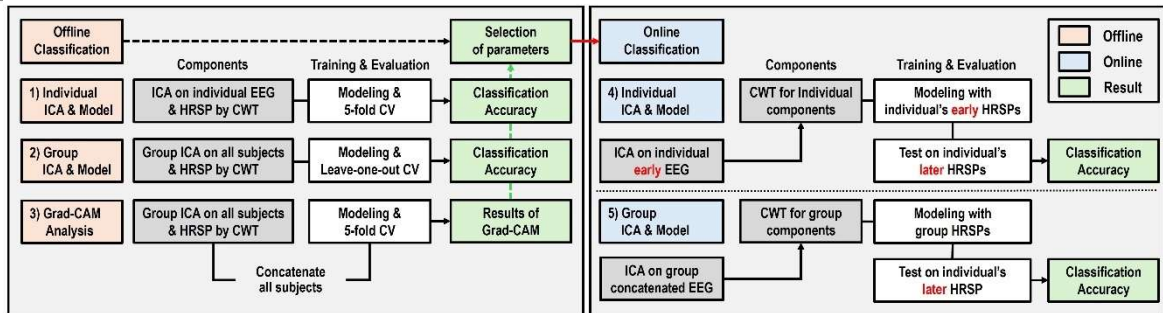 Offline
Classification
Selection
of parameters
Components
Training & Evaluation
1) Individual
ICA & Model
ICA on individual EEG
& HRSP by CWT
Modeling &
5-fold CV
Classification
Accuracy
2) Group
ICA & Model
Group ICA on all subjects
& HRSP by CWT
Modeling &
Leave-one-out CV
Classification
Accuracy
3) Grad-CAM
Analysis
Group ICA on all subjects
& HRSP by CWT
Modeling &
5-fold CV
Results of
Grad-CAM
Concatenate
all subjects
Online
Classification
Offline
Online
Result
Components
Training & Evaluation
4) Individual
ICA & Model
CWT for Individual
components
Modeling with
individual's early HRSPs
ICA on individual
early EEG
Test on individual's
later HRSPs
Classification
Accuracy
5) Group
ICA & Model
CWT for group
components
Modeling with
group HRSPs
ICA on group
concatenated EEG
Test on individual's
later HRSP
Classification
Accuracy